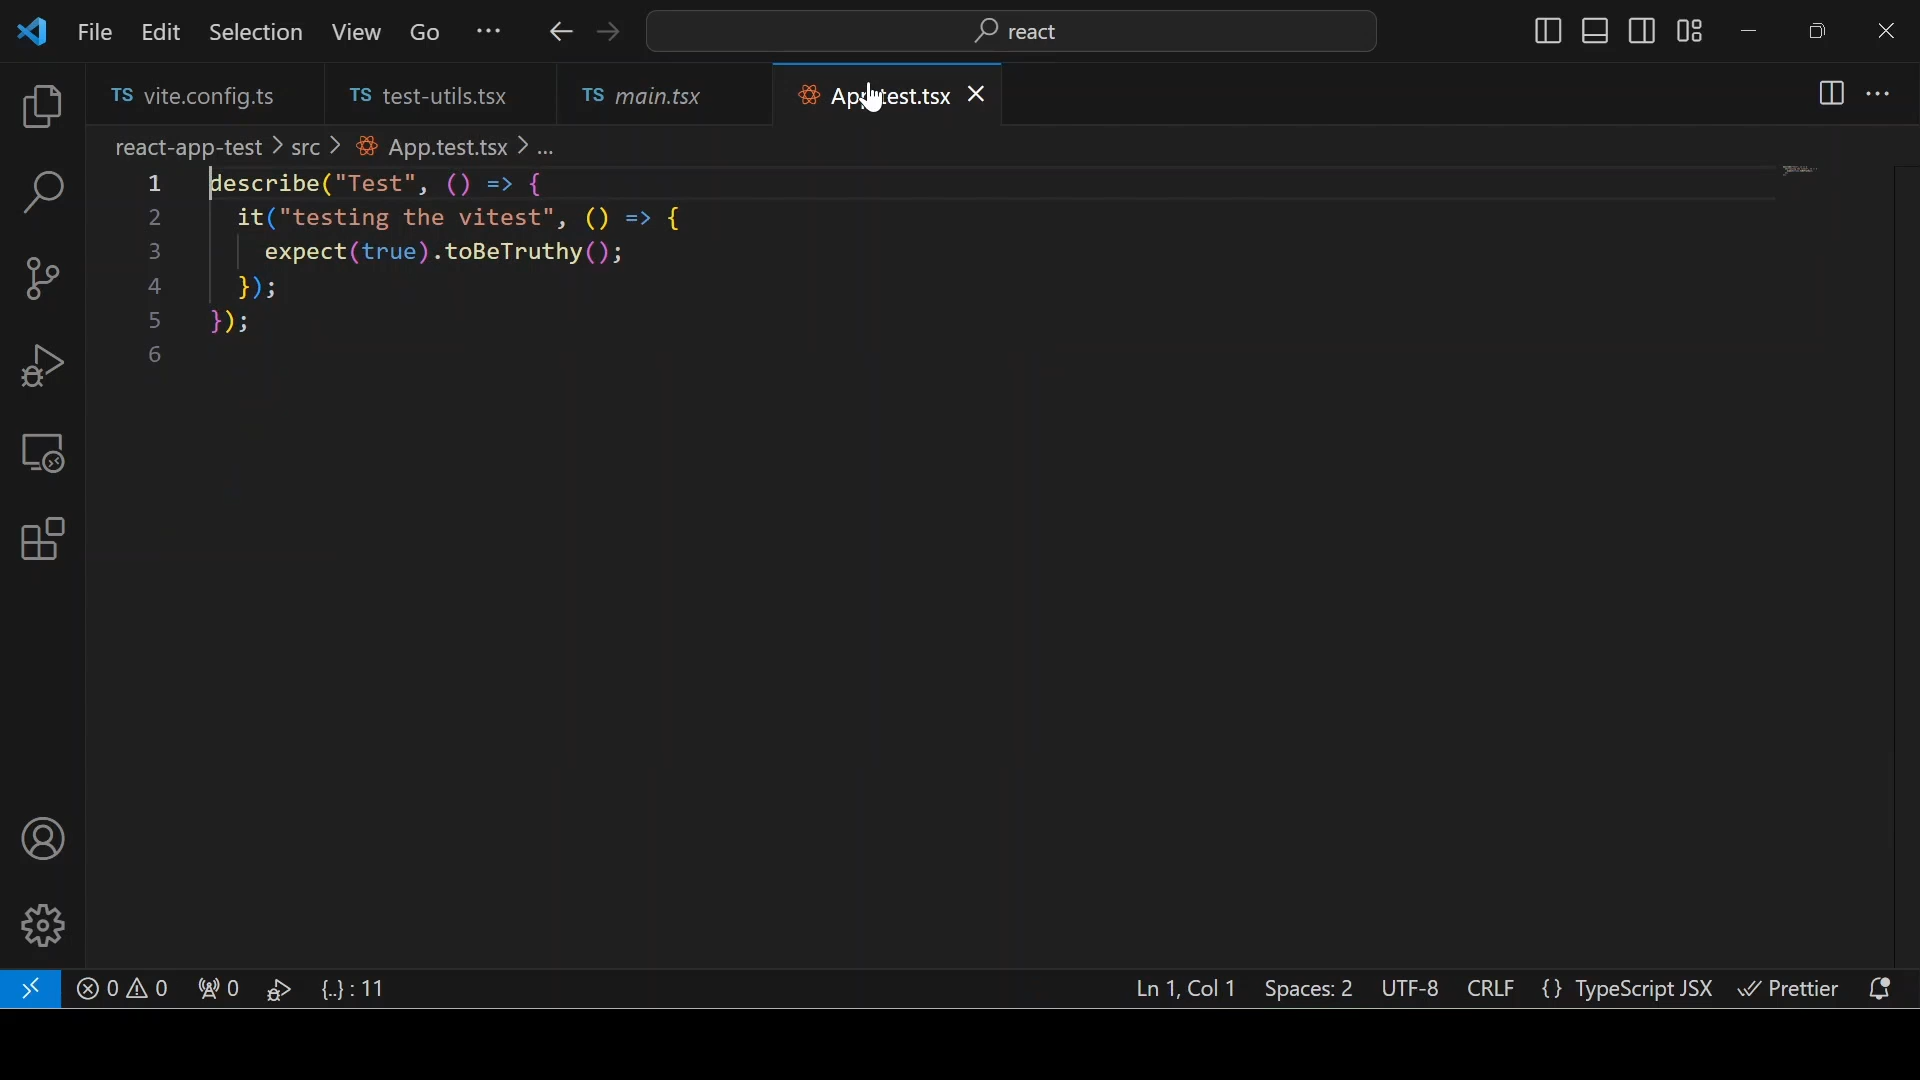 File Edit Selection View Go ··· react
TS vite.config.ts TS test-utils.tsx TS main.tsx App.test.tsx
react-app-test > src > App.test.tsx > ...
1 describe("Test", () => {
2 it("testing the vitest", () => {
3 expect(true).toBeTruthy();
4 });
5 });
6
0 0 0 {..} : 11 Ln 1, Col 1 Spaces: 2 UTF-8 CRLF {} TypeScript JSX Prettier